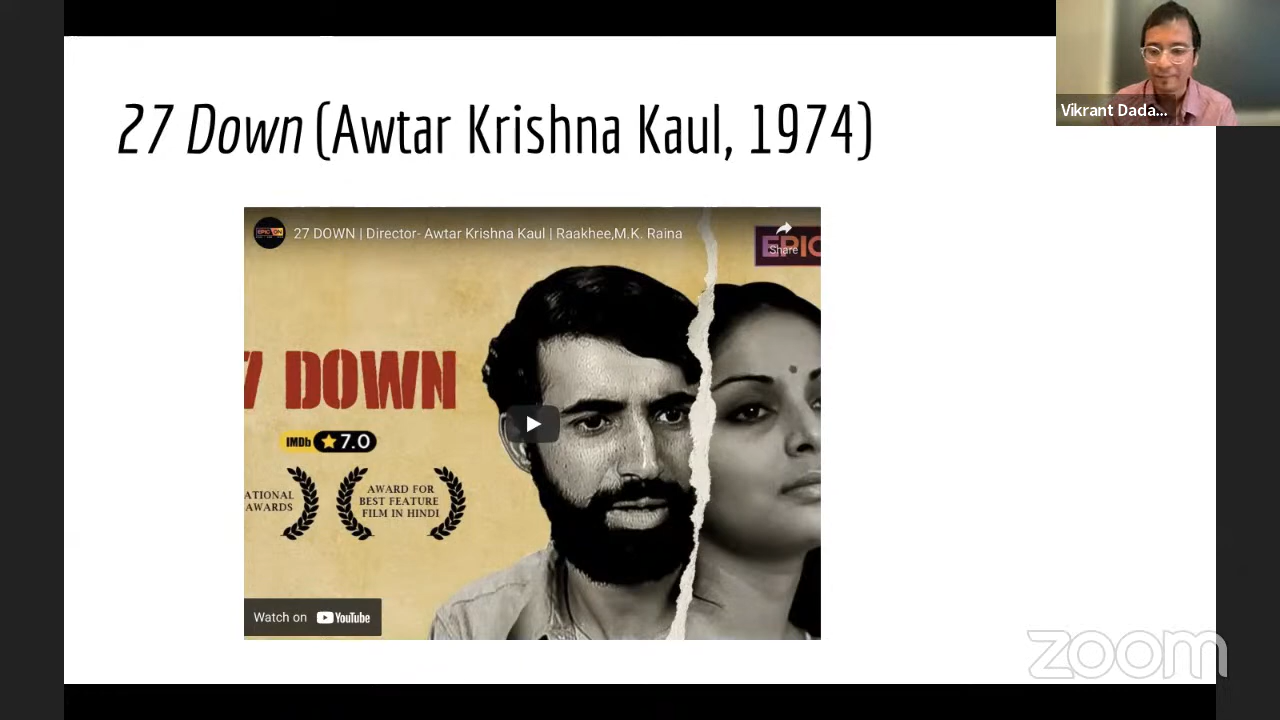 27 Down (Awtar Krishna Kaul, 1974)
Vikrant Dada...
27 DOWN | Director- Awtar Krishna Kaul | Raakhee,M.K. Raina
EPIC
Share
7 DOWN
IMDb 7.0
ATIONAL
AWARDS
AWARD FOR
BEST FEATURE
FILM IN HINDI
Watch on YouTube
zoom